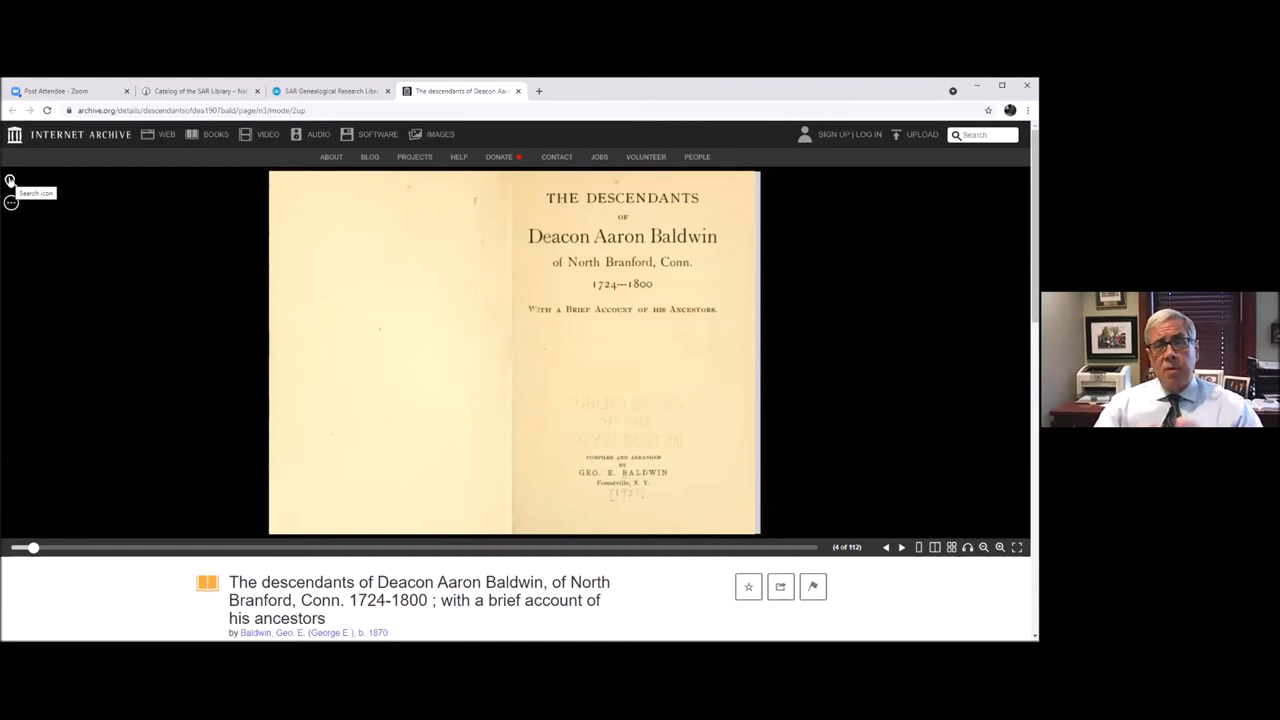 Post Attendee - Zoom
Catalog of the SAR Library – Nat
SAR Genealogical Research Libra
The descendants of Deacon Aaro
archive.org/details/descendantsofdea1907bald/page/n3/mode/2up
INTERNET ARCHIVE WEB BOOKS VIDEO AUDIO SOFTWARE IMAGES SIGN UP | LOG IN UPLOAD Search
ABOUT BLOG PROJECTS HELP DONATE CONTACT JOBS VOLUNTEER PEOPLE
Search icon
THE DESCENDANTS
OF
Deacon Aaron Baldwin
of North Branford, Conn.
1724—1800
WITH A BRIEF ACCOUNT OF HIS ANCESTORS.
COMPILED AND ARRANGED
BY
GEO. E. BALDWIN
Forestville, N. Y.
[1907]
(4 of 112)
The descendants of Deacon Aaron Baldwin, of North
Branford, Conn. 1724-1800 ; with a brief account of
his ancestors
by Baldwin, Geo. E. (George E ), b. 1870